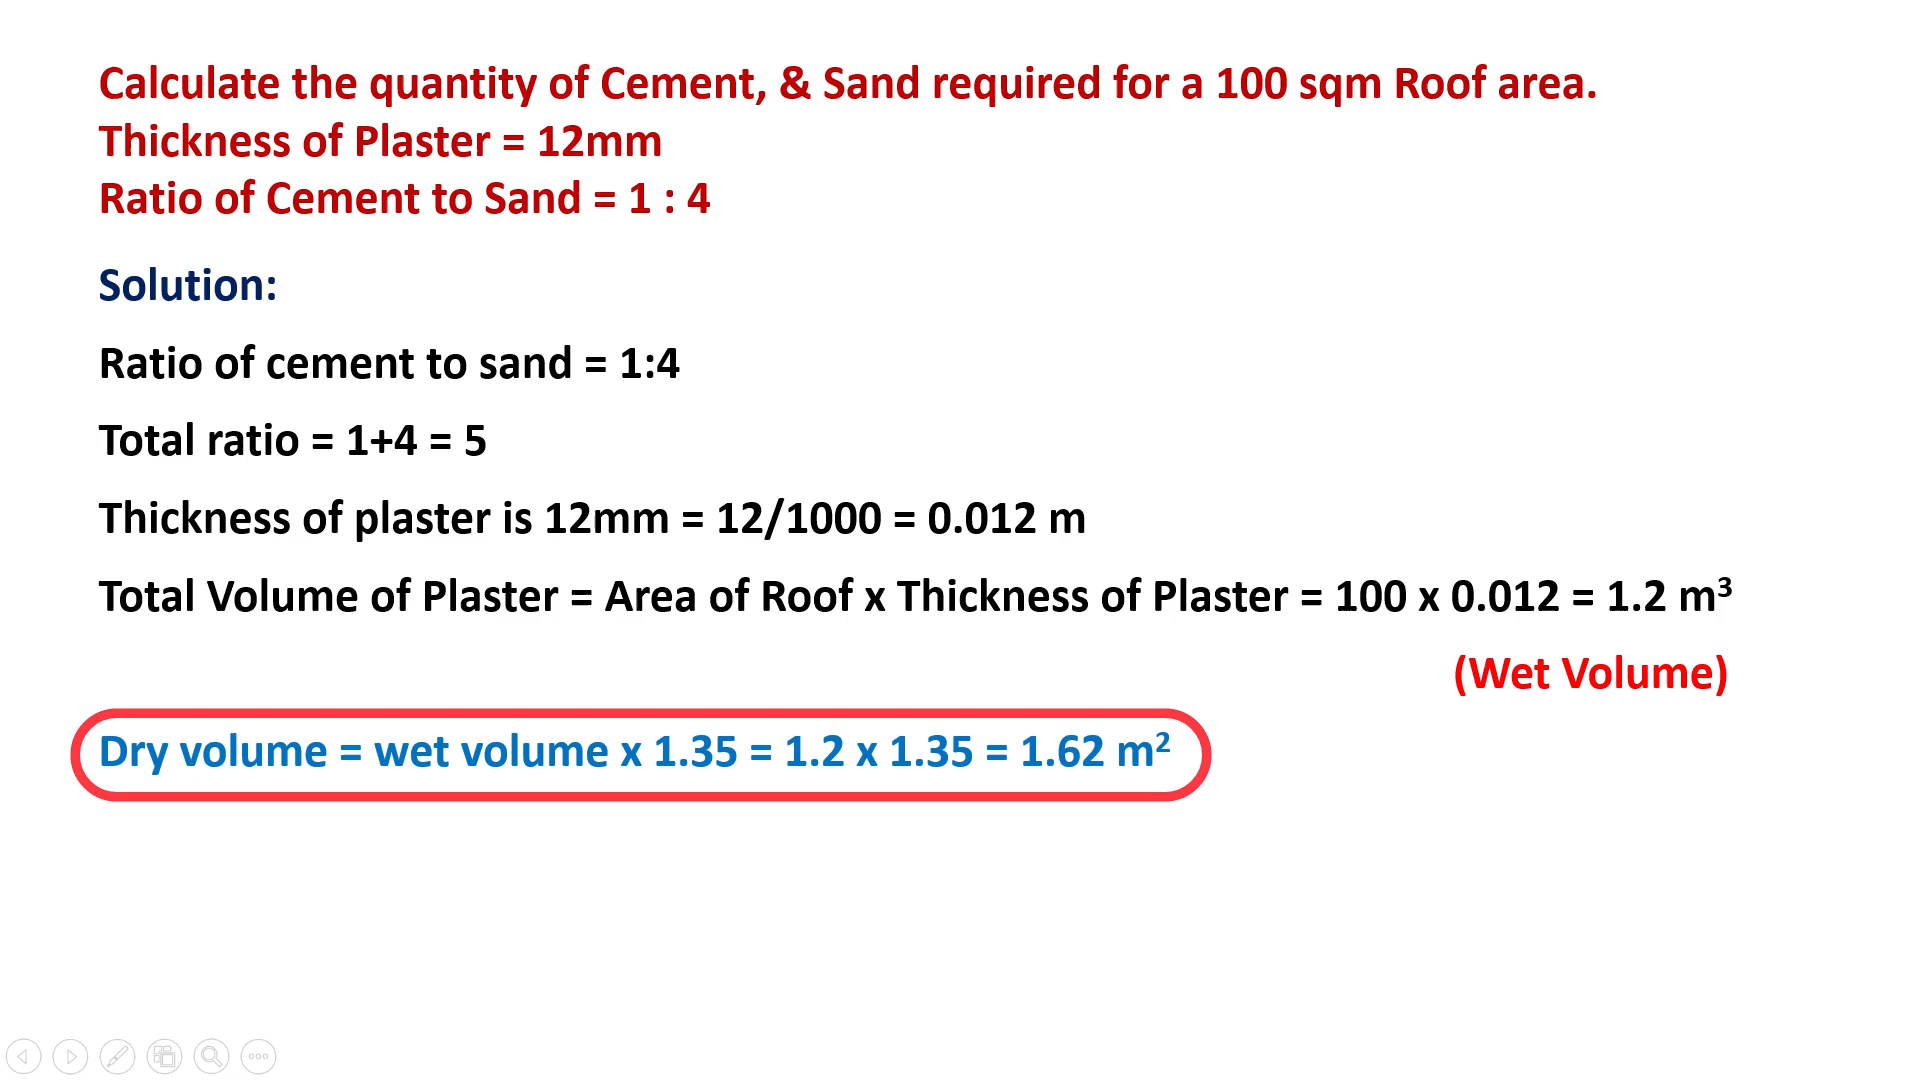 Calculate the quantity of Cement, & Sand required for a 100 sqm Roof area.
Thickness of Plaster = 12mm
Ratio of Cement to Sand = 1 : 4
Solution:
Ratio of cement to sand = 1:4
Total ratio = 1+4 = 5
Thickness of plaster is 12mm = 12/1000 = 0.012 m
Total Volume of Plaster = Area of Roof x Thickness of Plaster = 100 x 0.012 = 1.2 m³
(Wet Volume)
Dry volume = wet volume x 1.35 = 1.2 x 1.35 = 1.62 m²